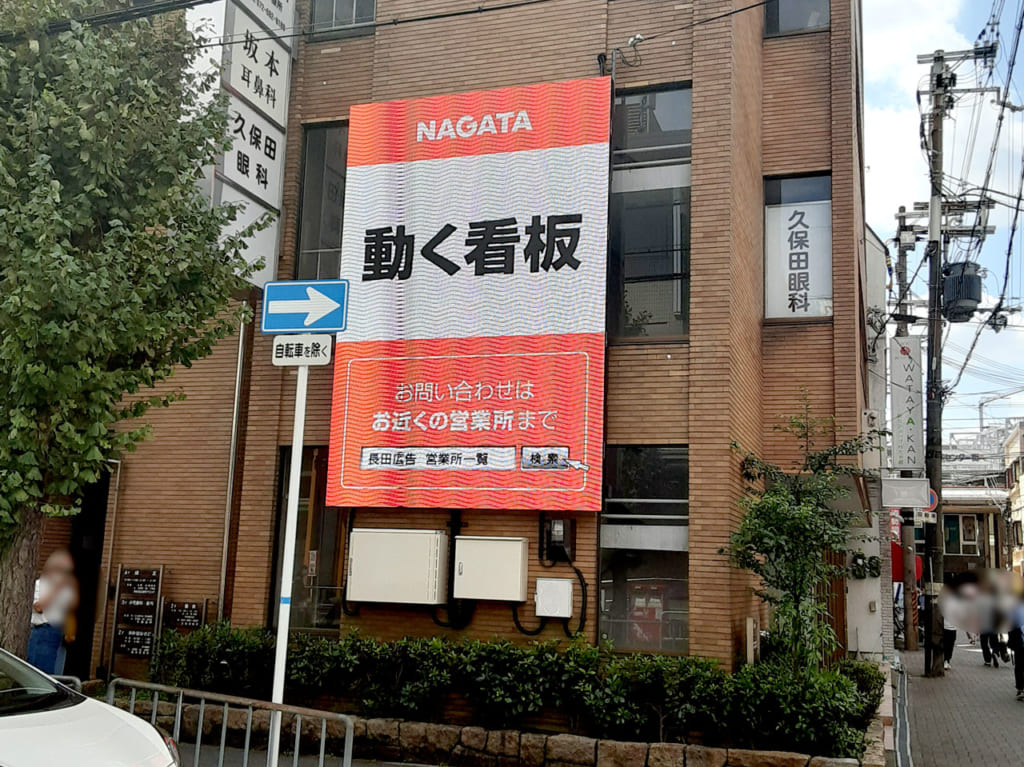 坂本
耳鼻科
久保田
眼科
NAGATA
動く看板
お問い合わせは
お近くの営業所まで
長田広告 営業所一覧
検索
自転車を除く
久保田眼科
WATAYA-KAN